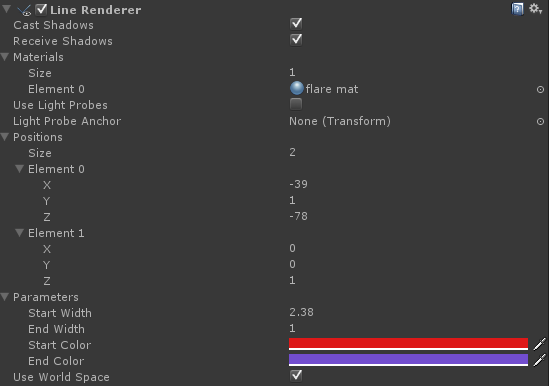 Line Renderer
Cast Shadows
Receive Shadows
Materials
Size 1
Element 0 flare mat
Use Light Probes
Light Probe Anchor None (Transform)
Positions
Size 2
Element 0
X -39
Y 1
Z -78
Element 1
X 0
Y 0
Z 1
Parameters
Start Width 2.38
End Width 1
Start Color
End Color
Use World Space